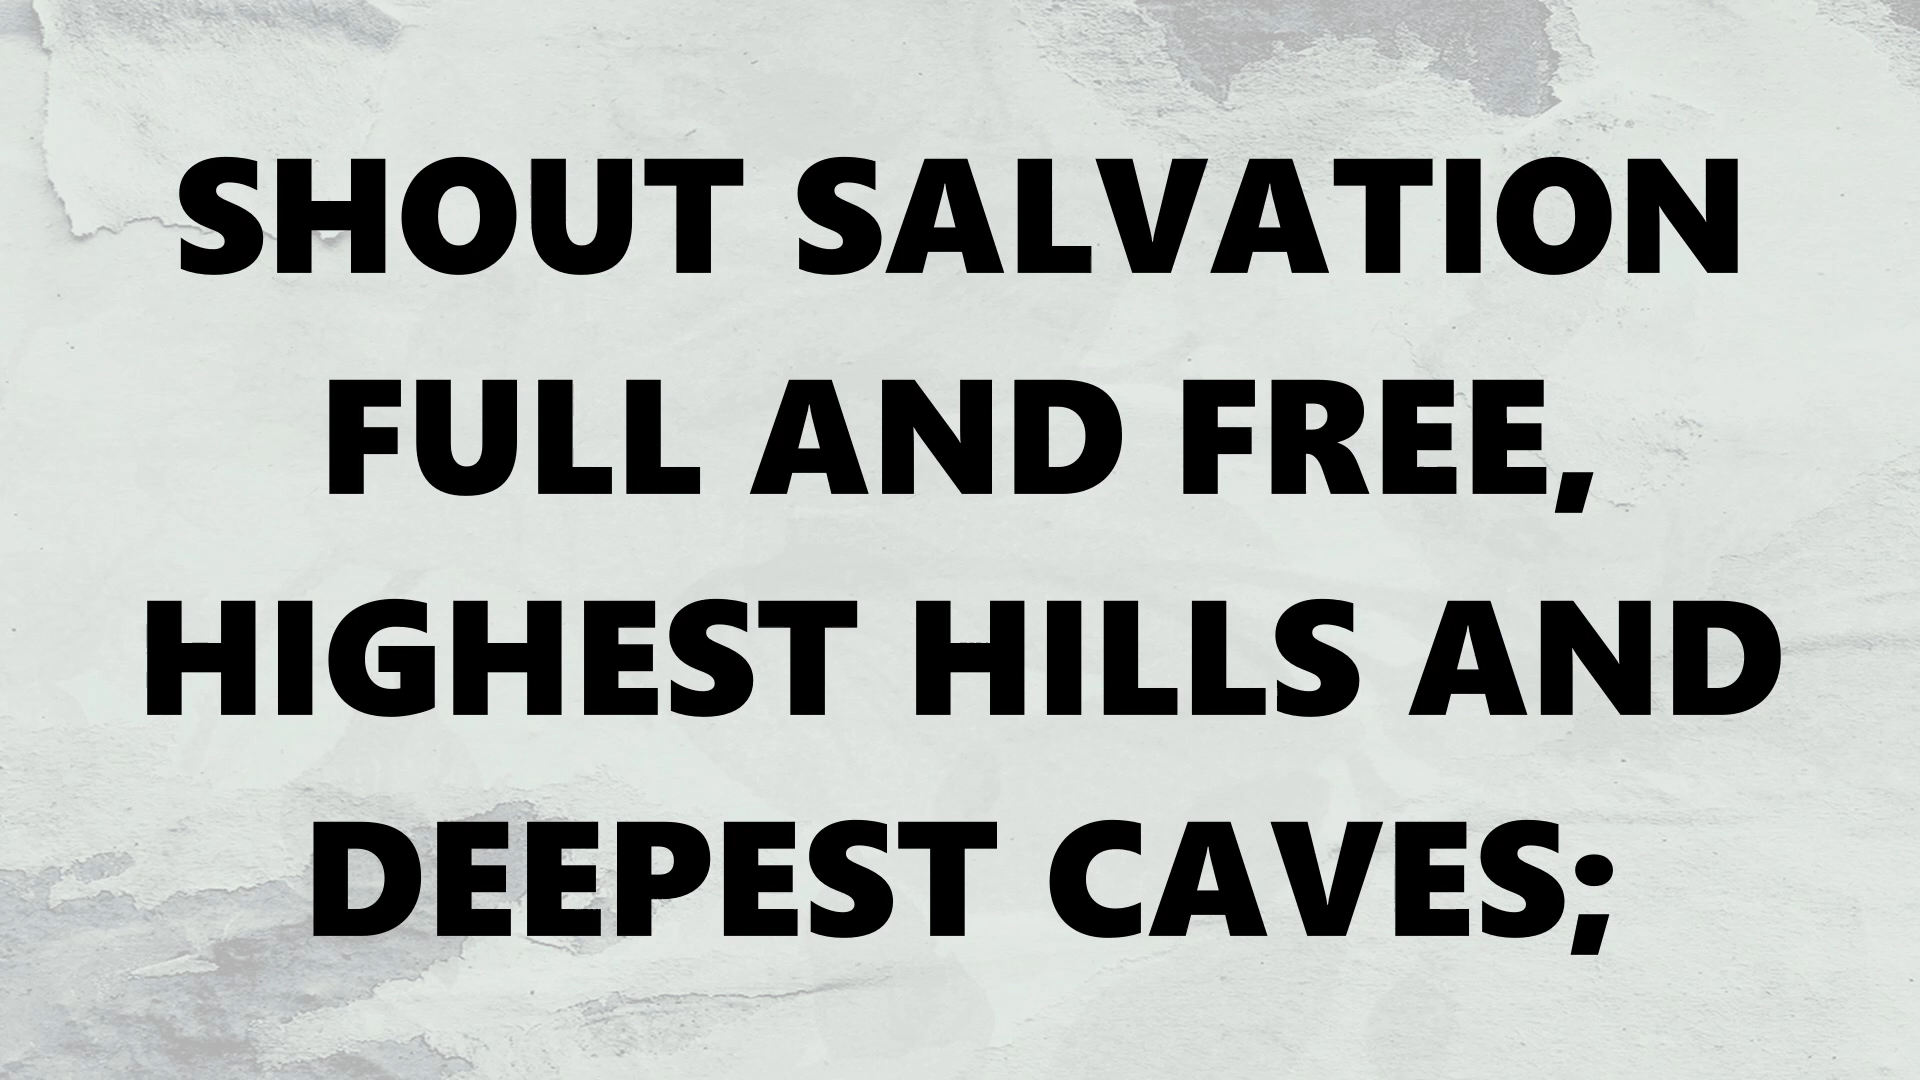 SHOUT SALVATION
FULL AND FREE,
HIGHEST HILLS AND
DEEPEST CAVES;